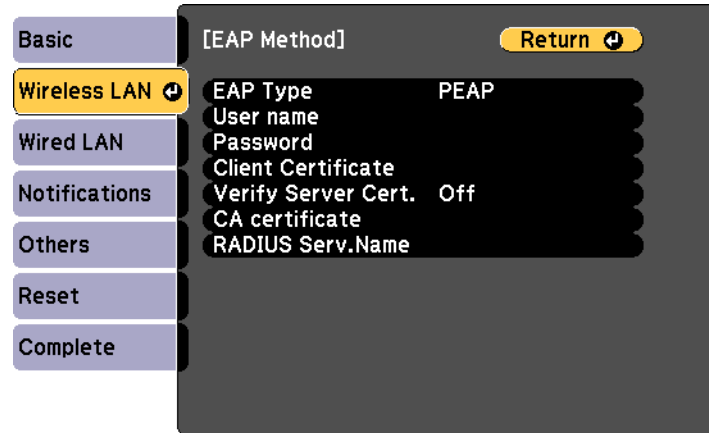 Basic
Wireless LAN
Wired LAN
Notifications
Others
Reset
Complete
[EAP Method]
Return
EAP Type PEAP
User name
Password
Client Certificate
Verify Server Cert. Off
CA certificate
RADIUS Serv.Name